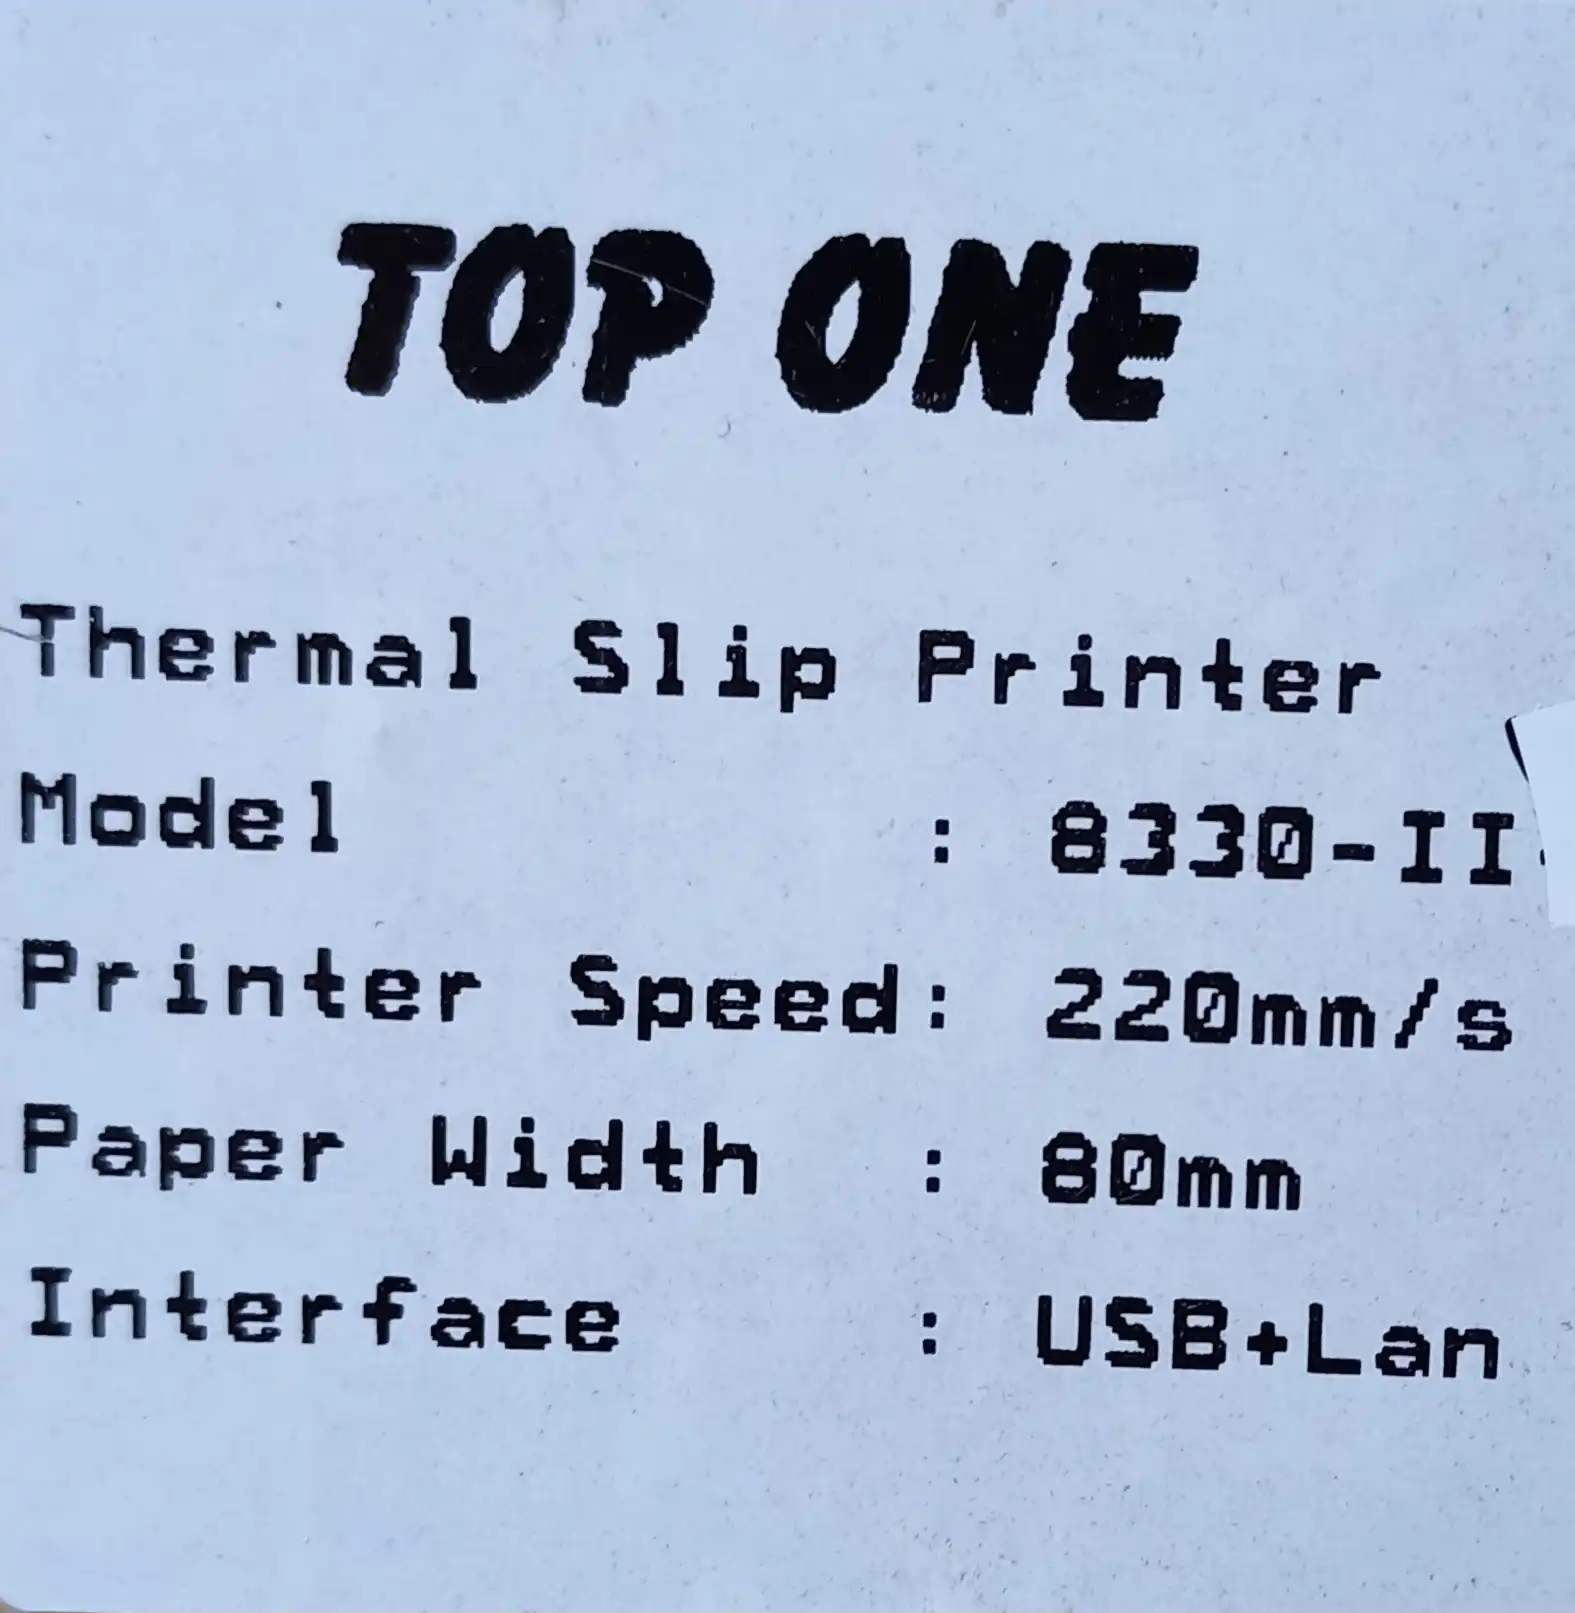 TOP ONE
Thermal Slip Printer
Model : 8330-II
Printer Speed: 220mm/s
Paper Width : 80mm
Interface : USB+Lan